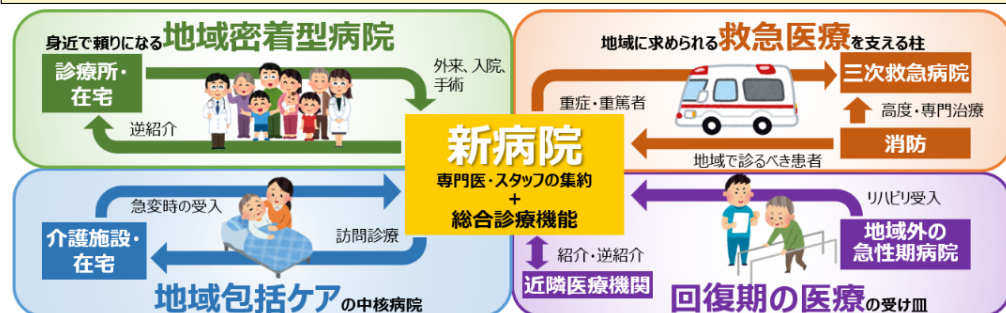 身近で頼りになる地域密着型病院
診療所・
在宅
外来、入院、
手術
逆紹介
地域に求められる救急医療を支える柱
三次救急病院
重症・重篤者
高度・専門治療
消防
地域で診るべき患者
新病院
専門医・スタッフの集約
+
総合診療機能
急変時の受入
介護施設・
在宅
訪問診療
地域包括ケアの中核病院
リハビリ受入
地域外の
急性期病院
紹介・逆紹介
近隣医療機関
回復期の医療の受け皿